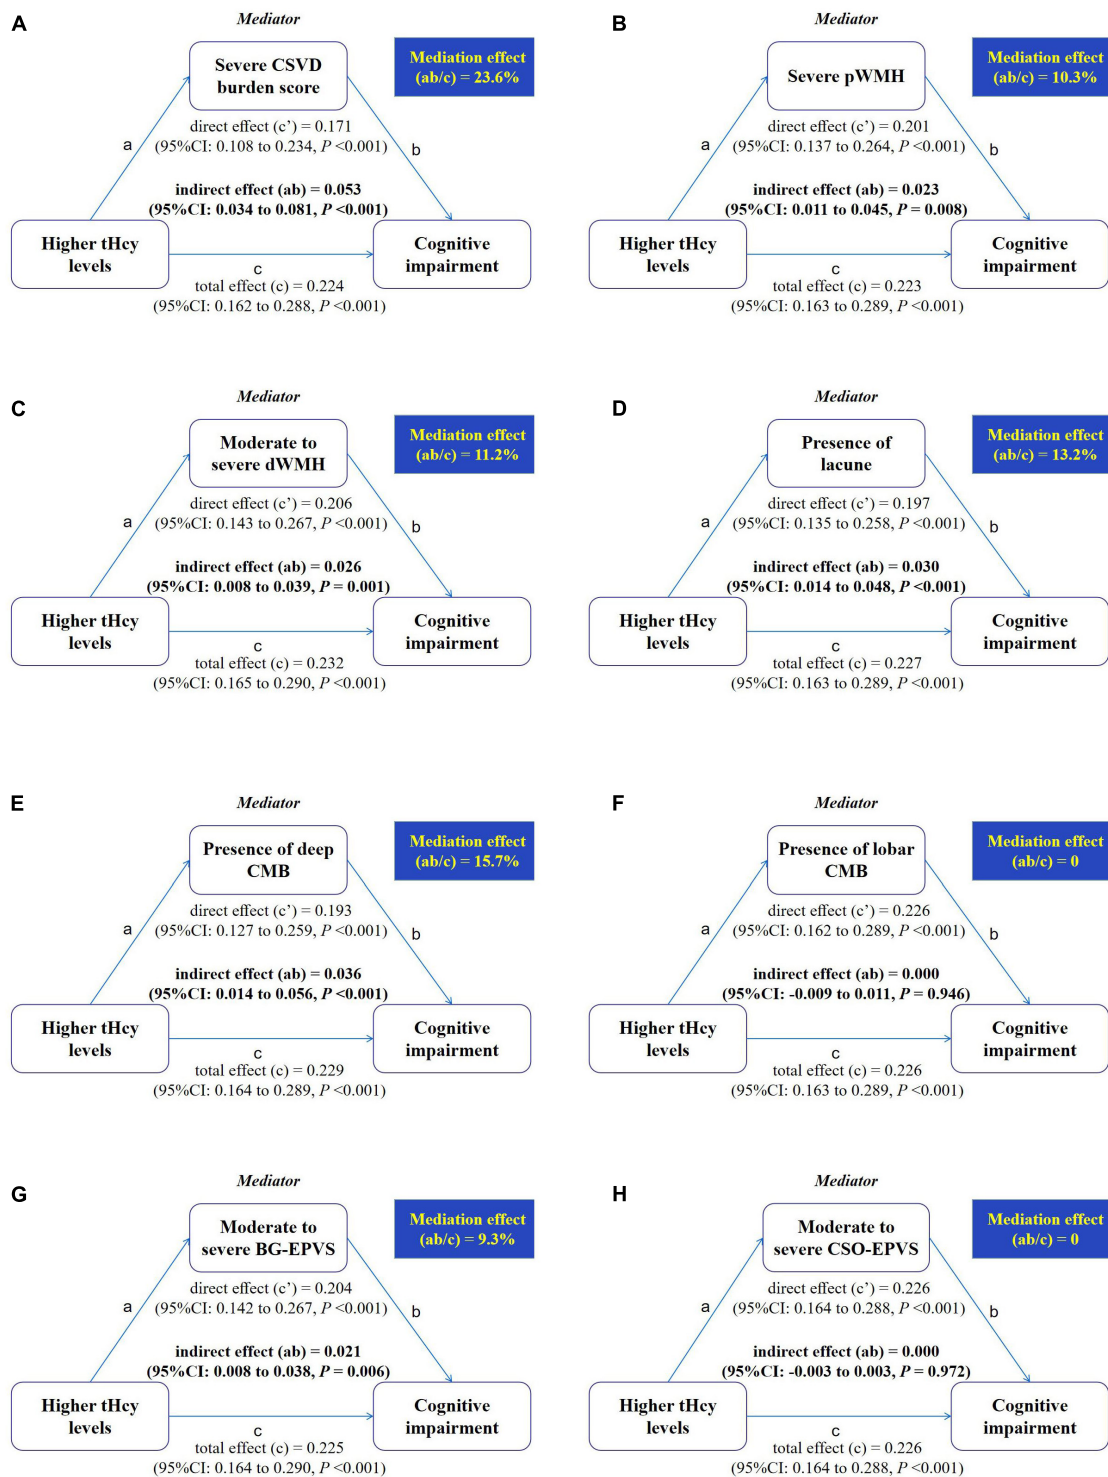 A
Mediator
Mediation effect
(ab/c) = 23.6%
Severe CSVD
burden score
direct effect (c’) = 0.171
(95%CI: 0.108 to 0.234, P <0.001)
a
b
indirect effect (ab) = 0.053
(95%CI: 0.034 to 0.081, P <0.001)
Higher tHcy
levels
Cognitive
impairment
c
total effect (c) = 0.224
(95%CI: 0.162 to 0.288, P <0.001)
B
Mediator
Mediation effect
(ab/c) = 10.3%
Severe pWMH
direct effect (c’) = 0.201
(95%CI: 0.137 to 0.264, P <0.001)
a
b
indirect effect (ab) = 0.023
(95%CI: 0.011 to 0.045, P = 0.008)
Higher tHcy
levels
Cognitive
impairment
c
total effect (c) = 0.223
(95%CI: 0.163 to 0.289, P <0.001)
C
Mediator
Mediation effect
(ab/c) = 11.2%
Moderate to
severe dWMH
direct effect (c’) = 0.206
(95%CI: 0.143 to 0.267, P <0.001)
a
b
indirect effect (ab) = 0.026
(95%CI: 0.008 to 0.039, P = 0.001)
Higher tHcy
levels
Cognitive
impairment
c
total effect (c) = 0.232
(95%CI: 0.165 to 0.290, P <0.001)
D
Mediator
Mediation effect
(ab/c) = 13.2%
Presence of
lacune
direct effect (c’) = 0.197
(95%CI: 0.135 to 0.258, P <0.001)
a
b
indirect effect (ab) = 0.030
(95%CI: 0.014 to 0.048, P <0.001)
Higher tHcy
levels
Cognitive
impairment
c
total effect (c) = 0.227
(95%CI: 0.163 to 0.289, P <0.001)
E
Mediator
Mediation effect
(ab/c) = 15.7%
Presence of deep
CMB
direct effect (c’) = 0.193
(95%CI: 0.127 to 0.259, P <0.001)
a
b
indirect effect (ab) = 0.036
(95%CI: 0.014 to 0.056, P <0.001)
Higher tHcy
levels
Cognitive
impairment
c
total effect (c) = 0.229
(95%CI: 0.164 to 0.289, P <0.001)
F
Mediator
Mediation effect
(ab/c) = 0
Presence of lobar
CMB
direct effect (c’) = 0.226
(95%CI: 0.162 to 0.289, P <0.001)
a
b
indirect effect (ab) = 0.000
(95%CI: -0.009 to 0.011, P = 0.946)
Higher tHcy
levels
Cognitive
impairment
c
total effect (c) = 0.226
(95%CI: 0.163 to 0.289, P <0.001)
G
Mediator
Mediation effect
(ab/c) = 9.3%
Moderate to
severe BG-EPVS
direct effect (c’) = 0.204
(95%CI: 0.142 to 0.267, P <0.001)
a
b
indirect effect (ab) = 0.021
(95%CI: 0.008 to 0.038, P = 0.006)
Higher tHcy
levels
Cognitive
impairment
c
total effect (c) = 0.225
(95%CI: 0.164 to 0.290, P <0.001)
H
Mediator
Mediation effect
(ab/c) = 0
Moderate to
severe CSO-EPVS
direct effect (c’) = 0.226
(95%CI: 0.164 to 0.288, P <0.001)
a
b
indirect effect (ab) = 0.000
(95%CI: -0.003 to 0.003, P = 0.972)
Higher tHcy
levels
Cognitive
impairment
c
total effect (c) = 0.226
(95%CI: 0.164 to 0.288, P <0.001)